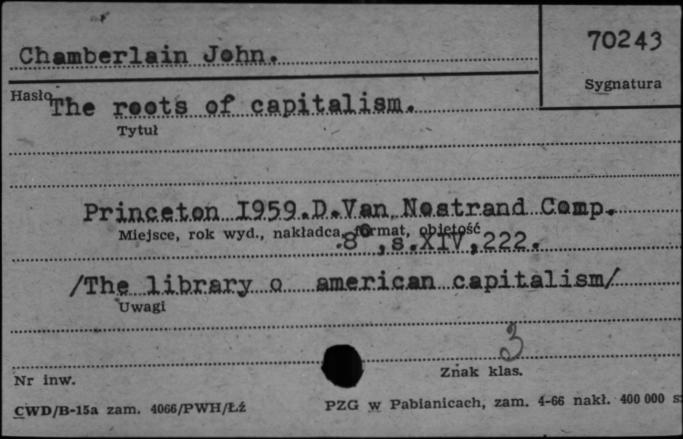 Chamberlain John.
70243
Sygnatura
Hasło
The roots of capitalism.
Tytuł
Princeton I959.D.Van Nostrand Comp.
Miejsce, rok wyd., nakładca, format, objętość
8°,s.XIV,222.
/The library o american capitalism/
Uwagi
3
Nr inw.
Znak klas.
CWD/B-15a zam. 4066/PWH/Łź
PZG w Pabianicach, zam. 4-66 nakł. 400 000 s